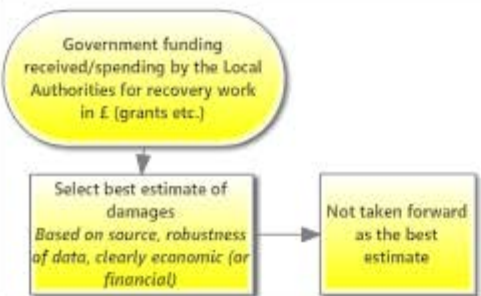 Government funding
received/spending by the Local
Authorities for recovery work
in £ (grants etc.)
Select best estimate of
damages
Based on source, robustness
of data, clearly economic (or
financial)
Not taken forward
as the best
estimate